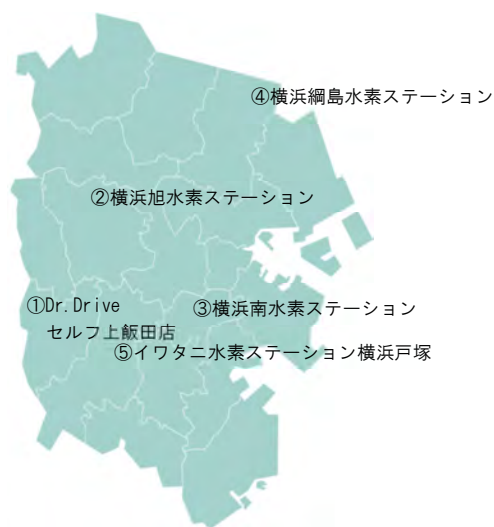 ④横浜綱島水素ステーション
②横浜旭水素ステーション
①Dr.Drive
セルフ上飯田店
③横浜南水素ステーション
⑤イワタニ水素ステーション横浜戸塚